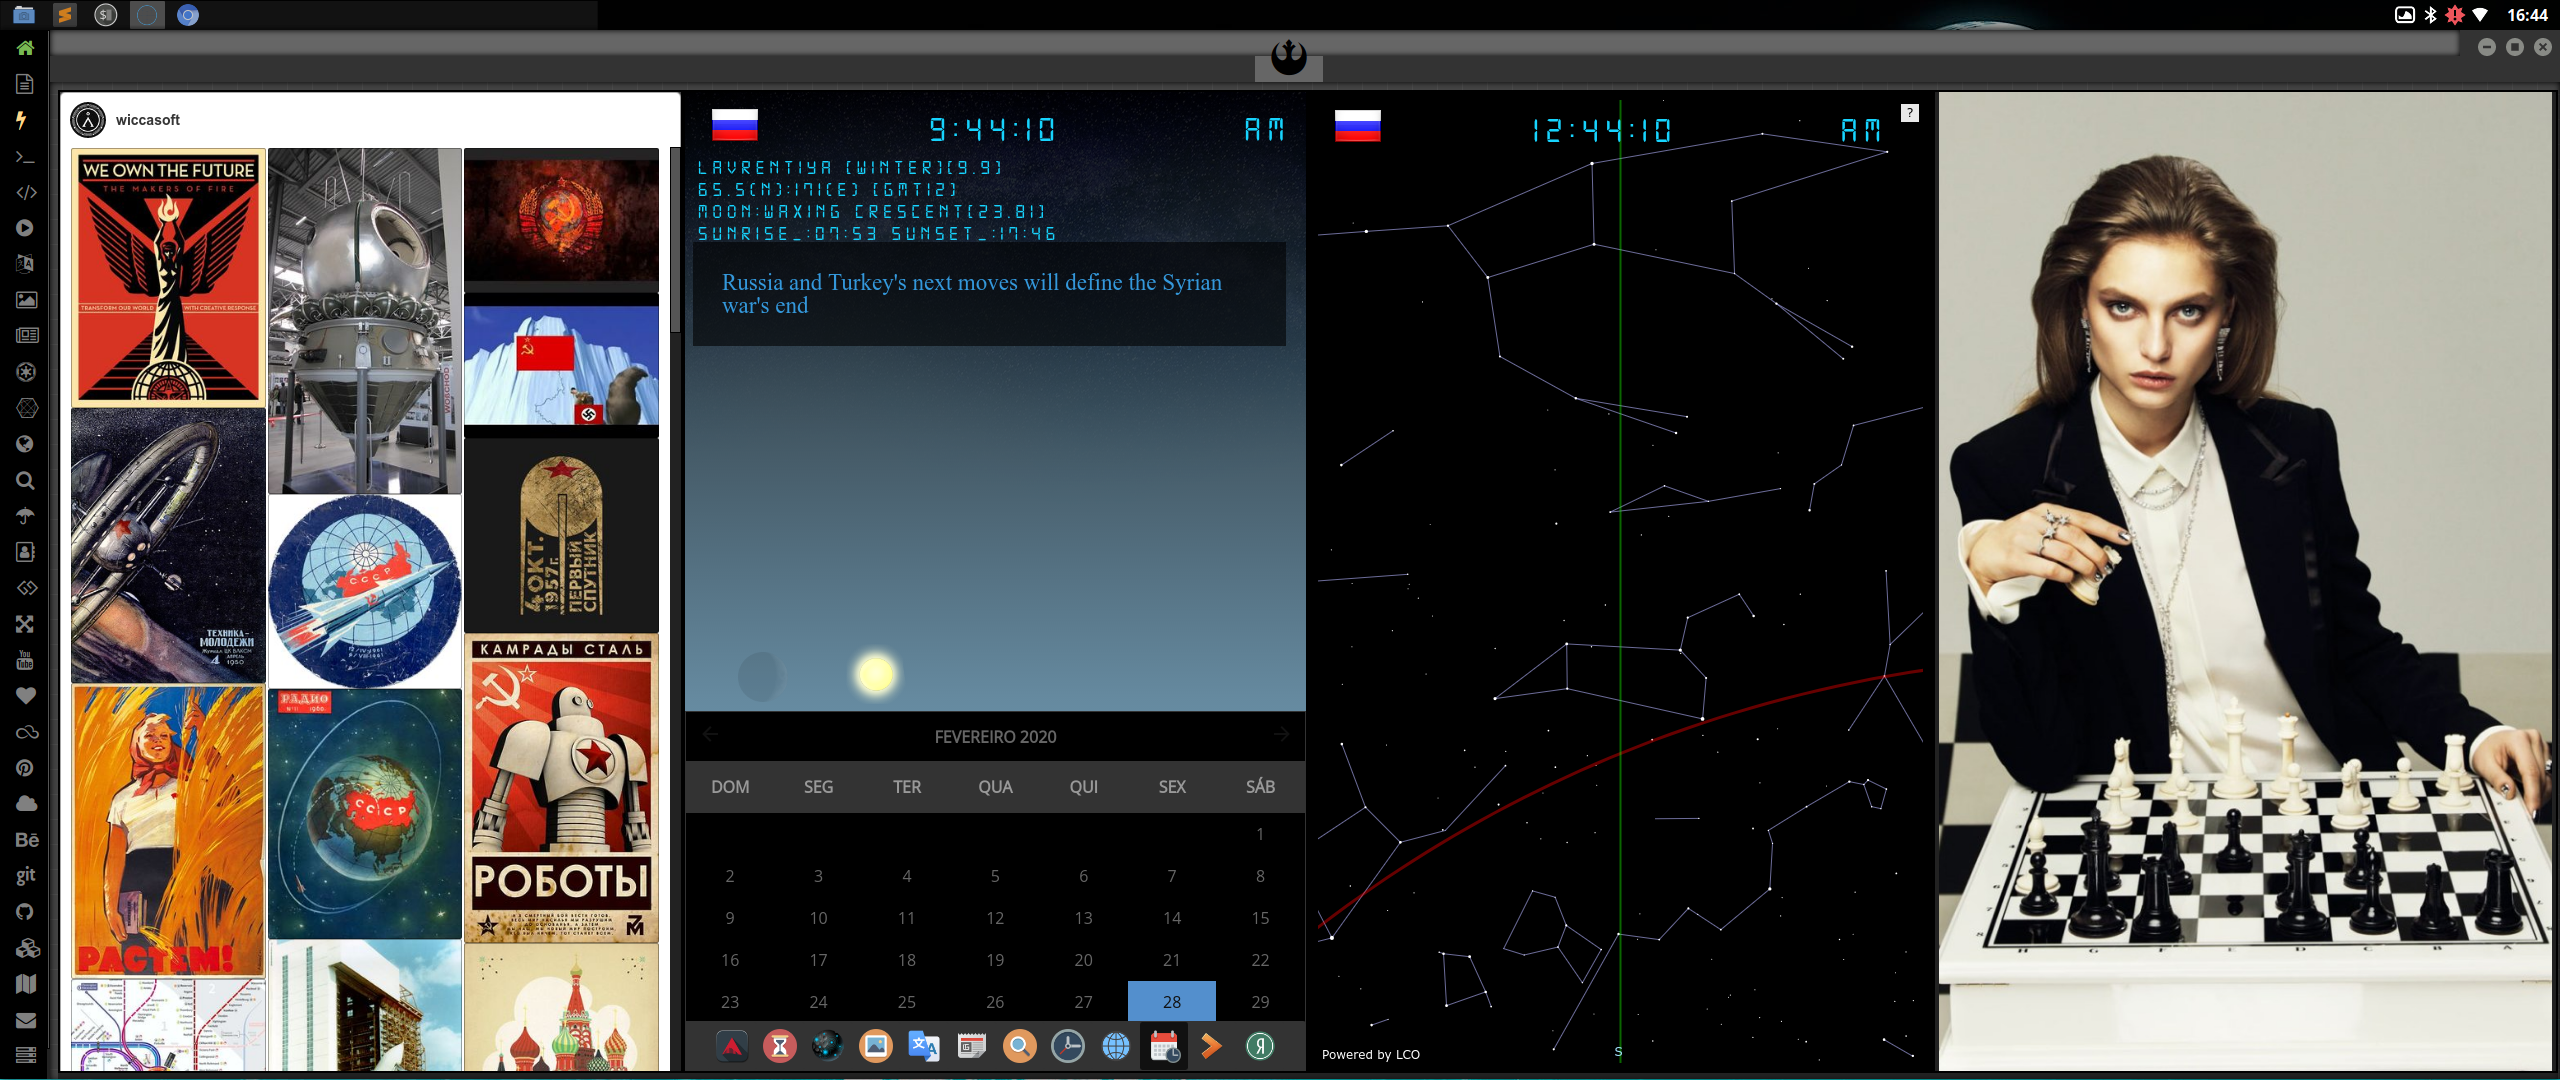 16:44
wiccasoft
WE OWN THE FUTURE
THE MAKERS OF FIRE
TRANSFORM OUR WORLD WITH CREATIVE RESPONSE
ТЕХНИКА-
МОЛОДЕЖИ
4 1950
РАСТЕМ!
СССР
РАДИО
СССР
4 ОКТ.
1957 г.
ПЕРВЫЙ
СПУТНИК
КАМРАДЫ СТАЛЬ
РОБОТЫ
9:44:10 AM
LAVRENTIYA (WINTER)(9.9)
65.5(N):171(E) (GMT12)
MOON:WAXING CRESCENT(23.81)
SUNRISE_:07:53 SUNSET_:17:46
Russia and Turkey's next moves will define the Syrian
war's end
FEVEREIRO 2020
DOM SEG TER QUA QUI SEX SÁB
1
2 3 4 5 6 7 8
9 10 11 12 13 14 15
16 17 18 19 20 21 22
23 24 25 26 27 28 29
12:44:10 AM
?
S
Powered by LCO
You
Tube
Bē
git
Я
H G F E D C B A